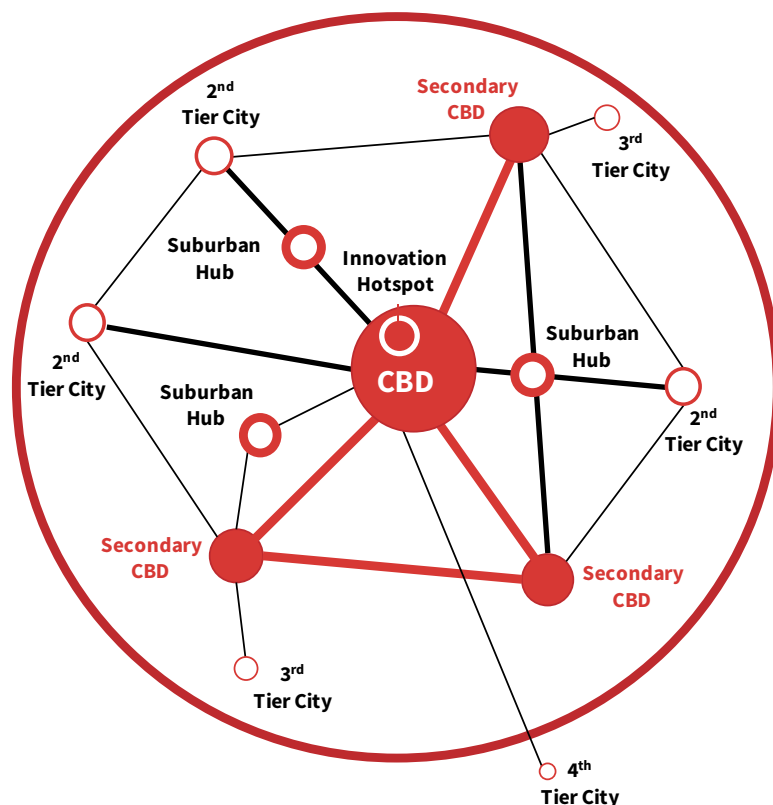 2nd
Tier City
Secondary
CBD
3rd
Tier City
Suburban
Hub
Innovation
Hotspot
2nd
Tier City
CBD
Suburban
Hub
Suburban
Hub
2nd
Tier City
Secondary
CBD
Secondary
CBD
3rd
Tier City
4th
Tier City